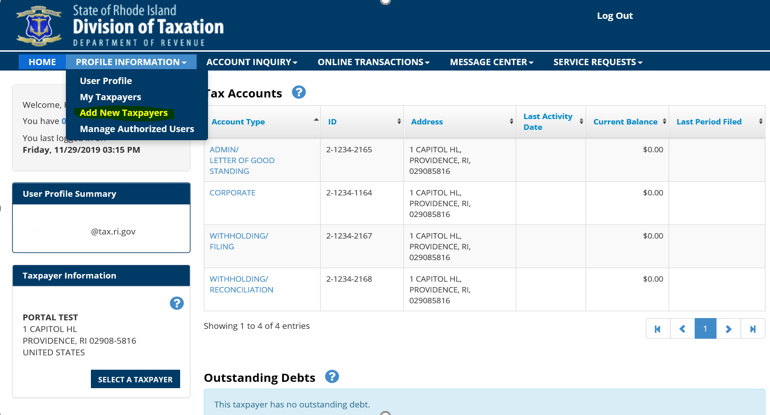 State of Rhode Island
Division of Taxation
DEPARTMENT OF REVENUE
Log Out
HOME
PROFILE INFORMATION
ACCOUNT INQUIRY
ONLINE TRANSACTIONS
MESSAGE CENTER
SERVICE REQUESTS
User Profile
My Taxpayers
Add New Taxpayers
Manage Authorized Users
Welcome,
You have
You last
Friday, 11/29/2019 03:15 PM
User Profile Summary
@tax.ri.gov
Taxpayer Information
?
PORTAL TEST
1 CAPITOL HL
PROVIDENCE, RI 02908-5816
UNITED STATES
SELECT A TAXPAYER
Tax Accounts ?
Account Type ID Address Last Activity Date Current Balance Last Period Filed
ADMIN/ 2-1234-2165 1 CAPITOL HL, $0.00
LETTER OF GOOD PROVIDENCE, RI,
STANDING 029085816
CORPORATE 2-1234-1164 1 CAPITOL HL, $0.00
PROVIDENCE, RI,
029085816
WITHHOLDING/ 2-1234-2167 1 CAPITOL HL, $0.00
FILING PROVIDENCE, RI,
029085816
WITHHOLDING/ 2-1234-2168 1 CAPITOL HL, $0.00
RECONCILIATION PROVIDENCE, RI,
029085816
Showing 1 to 4 of 4 entries
1
Outstanding Debts ?
This taxpayer has no outstanding debt.